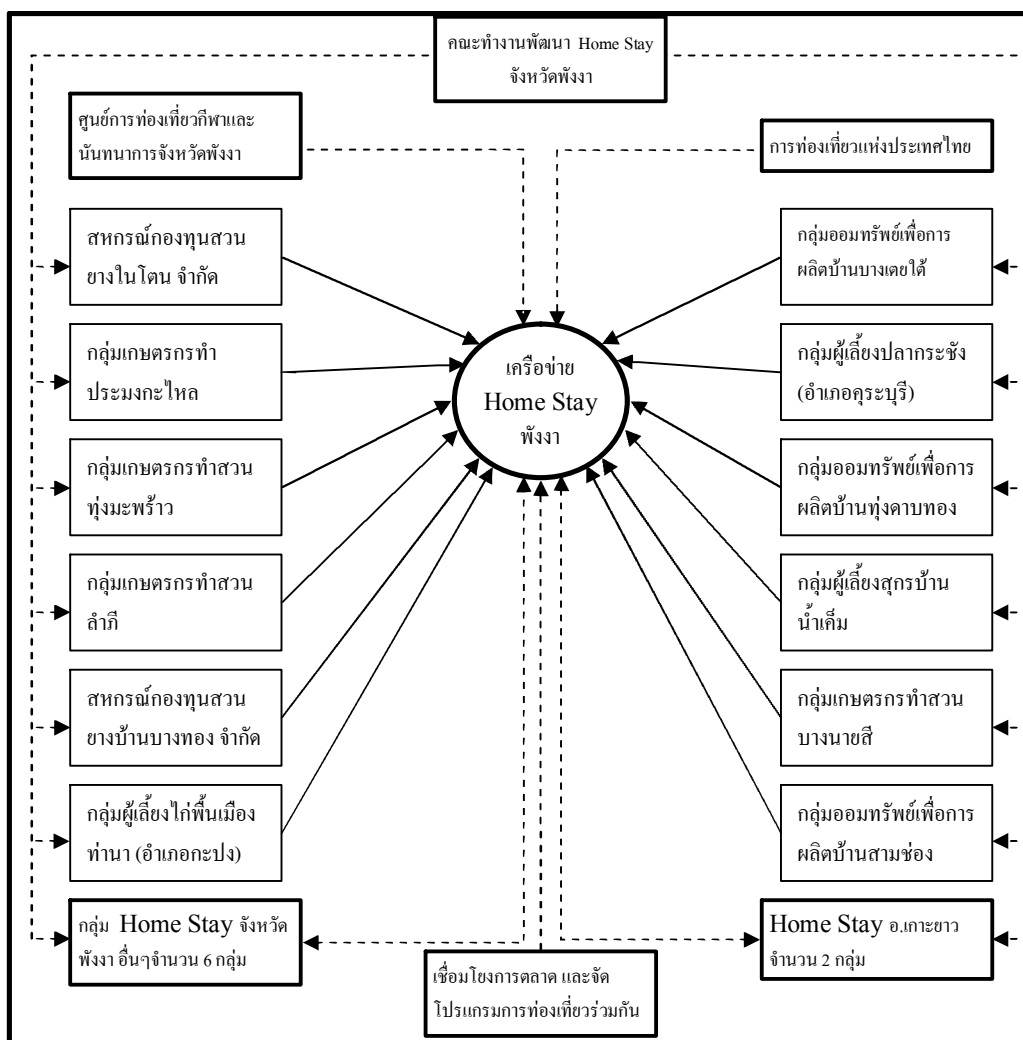 คณะทำงานพัฒนา Home Stay
จังหวัดพังงา
ศูนย์การท่องเที่ยวกีฬาและ
นันทนาการจังหวัดพังงา
การท่องเที่ยวแห่งประเทศไทย
สหกรณ์กองทุนสวน
ยางในโตน จำกัด
กลุ่มเกษตรกรทำ
ประมงกะไหล
กลุ่มเกษตรกรทำสวน
ทุ่งมะพร้าว
กลุ่มเกษตรกรทำสวน
ลำภี
สหกรณ์กองทุนสวน
ยางบ้านบางทอง จำกัด
กลุ่มผู้เลี้ยงไก่พื้นเมือง
ท่านา (อำเภอกะปง)
กลุ่ม Home Stay จังหวัด
พังงา อื่นๆจำนวน 6 กลุ่ม
เครือข่าย
Home Stay
พังงา
กลุ่มออมทรัพย์เพื่อการ
ผลิตบ้านบางเตยใต้
กลุ่มผู้เลี้ยงปลากระชัง
(อำเภอคุระบุรี)
กลุ่มออมทรัพย์เพื่อการ
ผลิตบ้านทุ่งดาบทอง
กลุ่มผู้เลี้ยงสุกรบ้าน
น้ำเค็ม
กลุ่มเกษตรกรทำสวน
บางนายสี
กลุ่มออมทรัพย์เพื่อการ
ผลิตบ้านสามช่อง
Home Stay อ.เกาะยาว
จำนวน 2 กลุ่ม
เชื่อมโยงการตลาด และจัด
โปรแกรมการท่องเที่ยวร่วมกัน